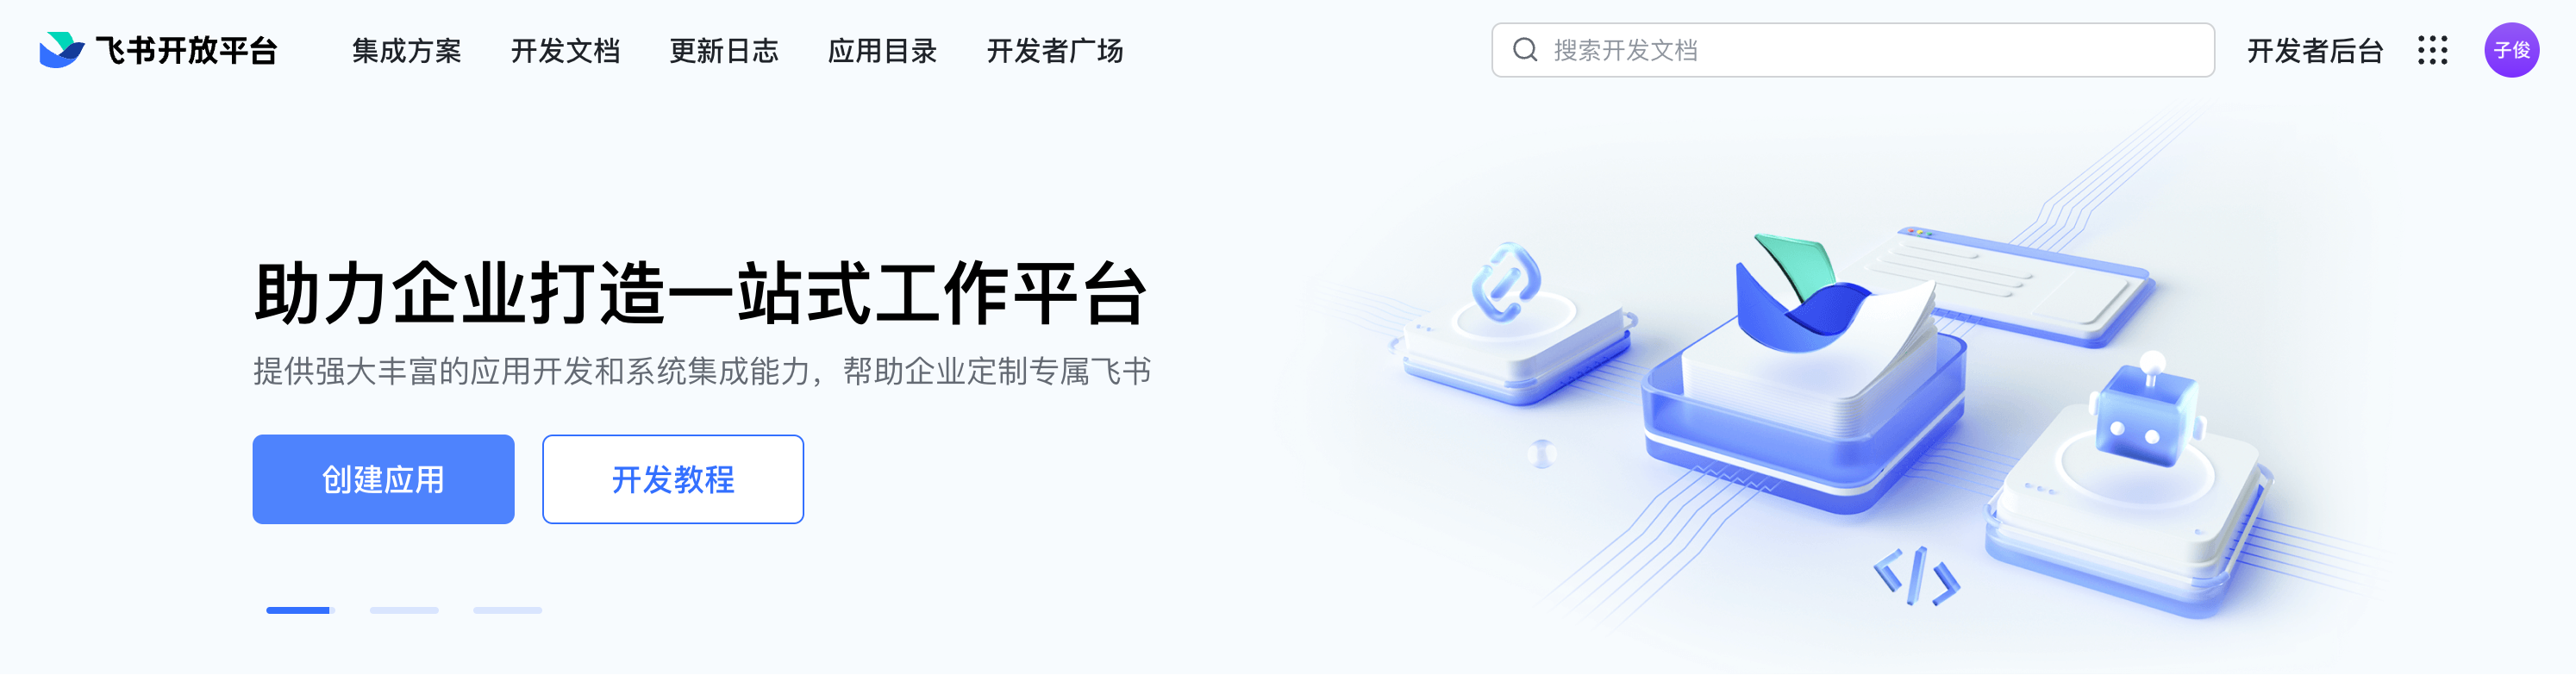 飞书开放平台 集成方案 开发文档 更新日志 应用目录 开发者广场 搜索开发文档 开发者后台 子俊
助力企业打造一站式工作平台
提供强大丰富的应用开发和系统集成能力，帮助企业定制专属飞书
创建应用 开发教程